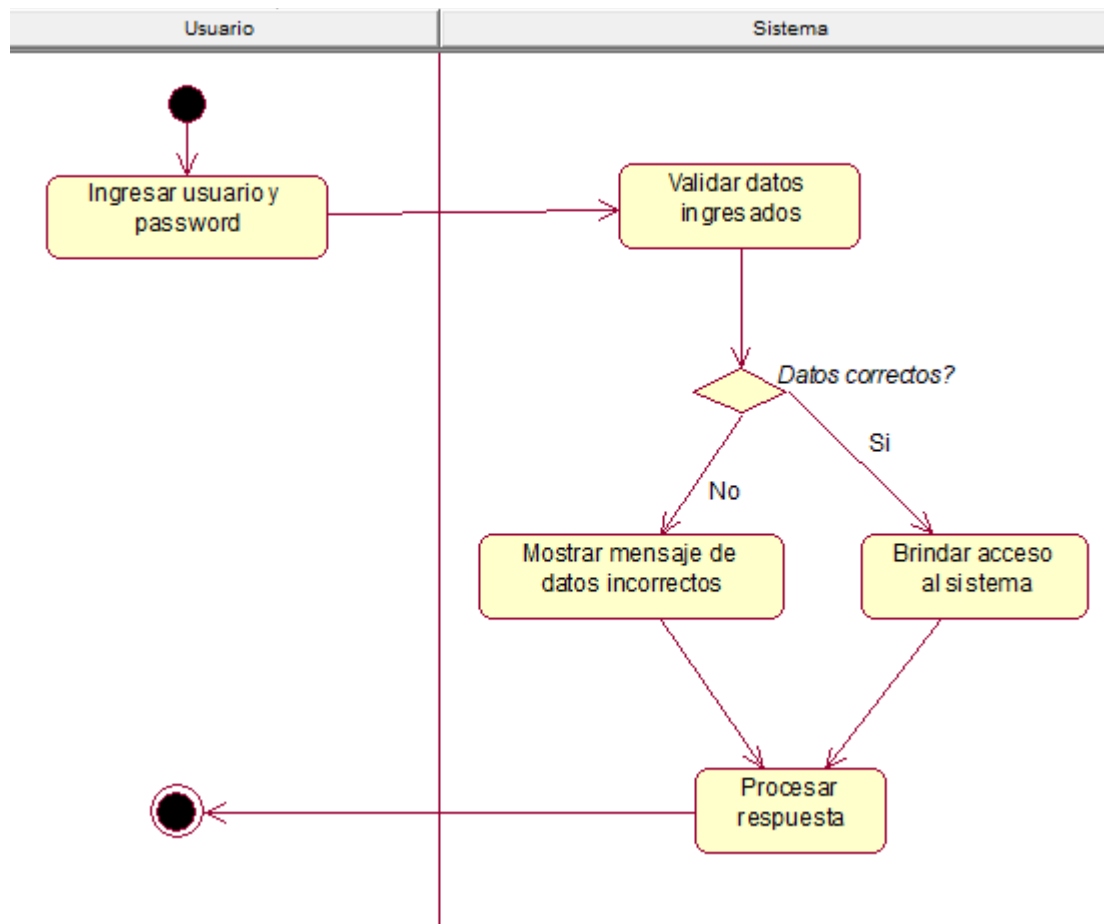 Usuario
Sistema
Ingresar usuario y
password
Validar datos
ingresados
Datos correctos?
Si
No
Mostrar mensaje de
datos incorrectos
Brindar acceso
al sistema
Procesar
respuesta